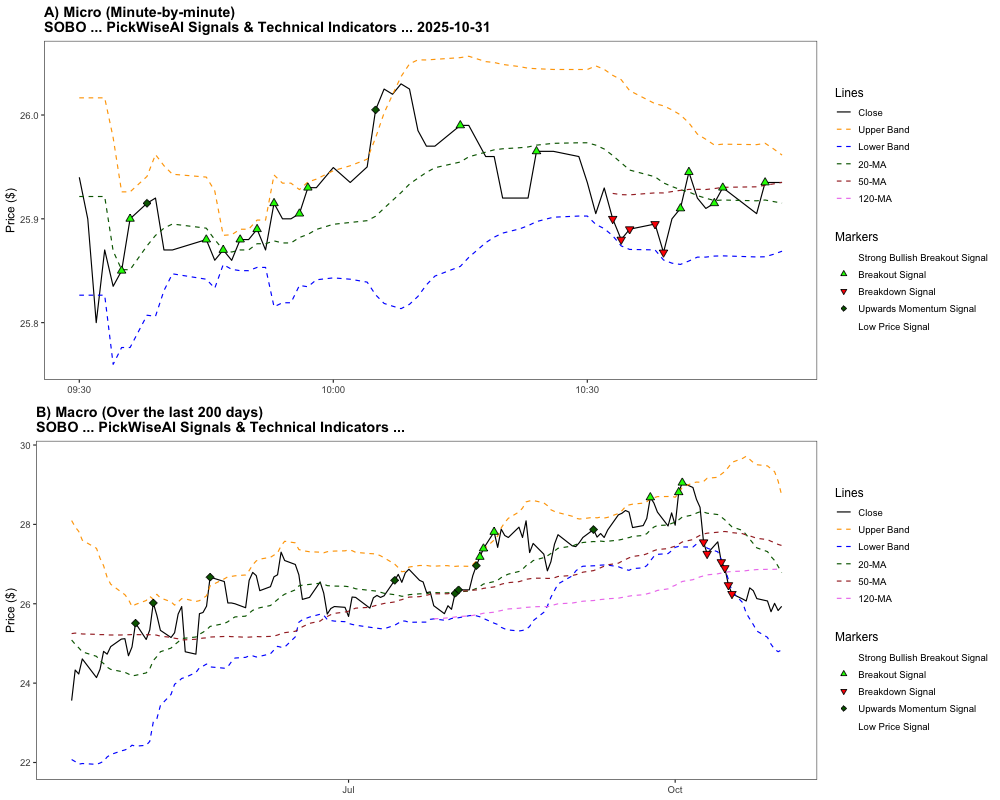 A) Micro (Minute-by-minute)
SOBO ... PickWiseAI Signals & Technical Indicators ... 2025-10-31
Price ($)
26.0
25.9
25.8
09:30
10:00
10:30
Lines
Close
Upper Band
Lower Band
20-MA
50-MA
120-MA
Markers
Strong Bullish Breakout Signal
Breakout Signal
Breakdown Signal
Upwards Momentum Signal
Low Price Signal
B) Macro (Over the last 200 days)
SOBO ... PickWiseAI Signals & Technical Indicators ...
Price ($)
30
28
26
24
22
Jul
Oct
Lines
Close
Upper Band
Lower Band
20-MA
50-MA
120-MA
Markers
Strong Bullish Breakout Signal
Breakout Signal
Breakdown Signal
Upwards Momentum Signal
Low Price Signal